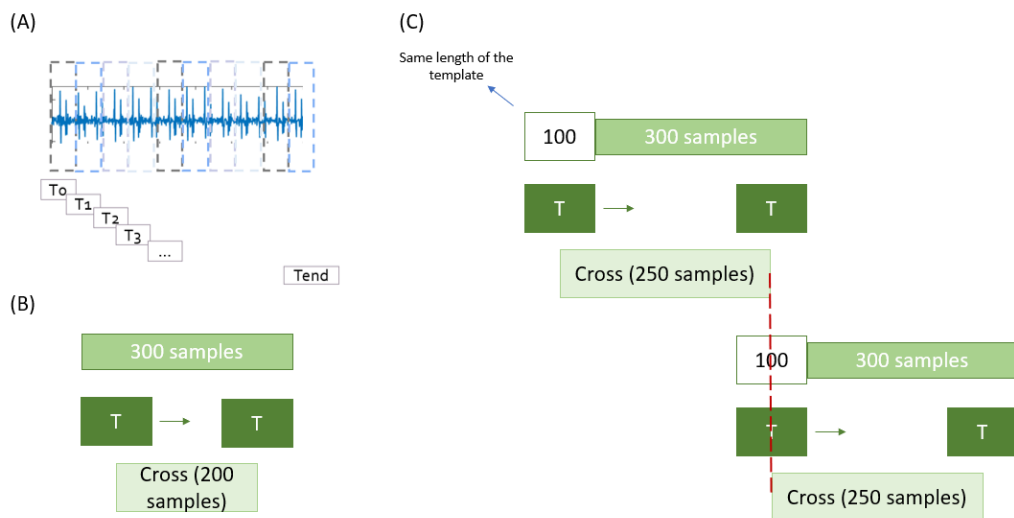 (A)
To
T1
T2
T3
...
Tend
(B)
300 samples
T
T
Cross (200
samples)
(C)
Same length of the
template
100
300 samples
T
T
Cross (250 samples)
100
300 samples
T
T
Cross (250 samples)